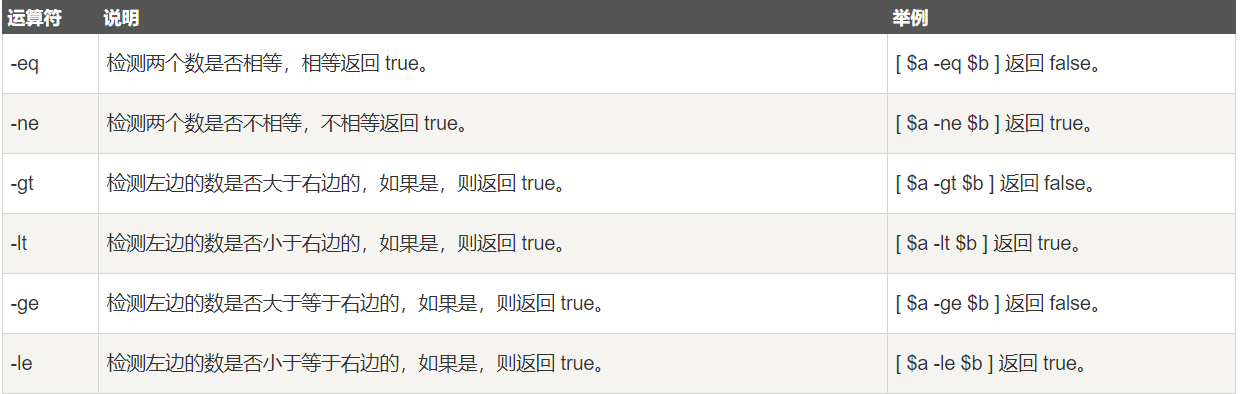 运算符 说明 举例
-eq 检测两个数是否相等，相等返回 true。 [ $a -eq $b ] 返回 false。
-ne 检测两个数是否不相等，不相等返回 true。 [ $a -ne $b ] 返回 true。
-gt 检测左边的数是否大于右边的，如果是，则返回 true。 [ $a -gt $b ] 返回 false。
-lt 检测左边的数是否小于右边的，如果是，则返回 true。 [ $a -lt $b ] 返回 true。
-ge 检测左边的数是否大于等于右边的，如果是，则返回 true。 [ $a -ge $b ] 返回 false。
-le 检测左边的数是否小于等于右边的，如果是，则返回 true。 [ $a -le $b ] 返回 true。